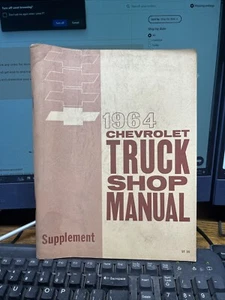 1964
CHEVROLET
TRUCK
SHOP
MANUAL
Supplement